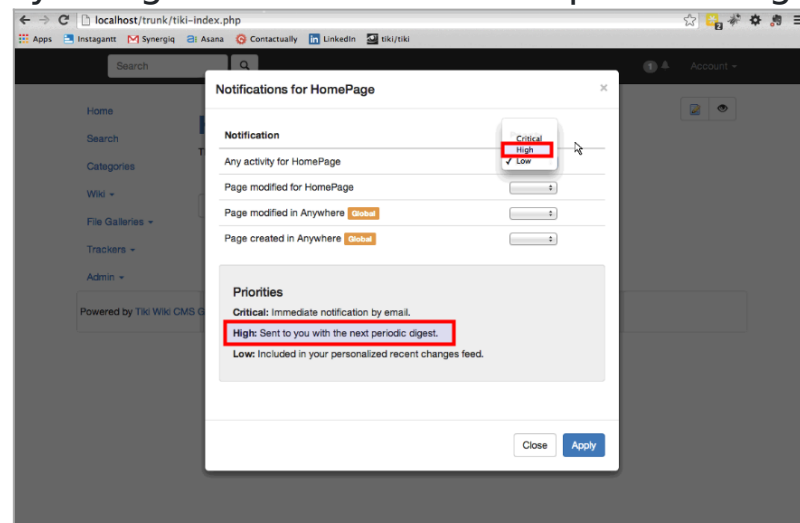 localhost/trunk/tiki-index.php
Apps Instagantt Synergiq Asana Contactually LinkedIn tiki/tiki
Search 1 Account
Notifications for HomePage ×
Home
Search
Categories
Wiki
File Galleries
Trackers
Admin
Powered by Tiki Wiki CMS G
Notification
Critical
High
✓ Low
Any activity for HomePage
Page modified for HomePage
Page modified in Anywhere Global
Page created in Anywhere Global
Priorities
Critical: Immediate notification by email.
High: Sent to you with the next periodic digest.
Low: Included in your personalized recent changes feed.
Close Apply